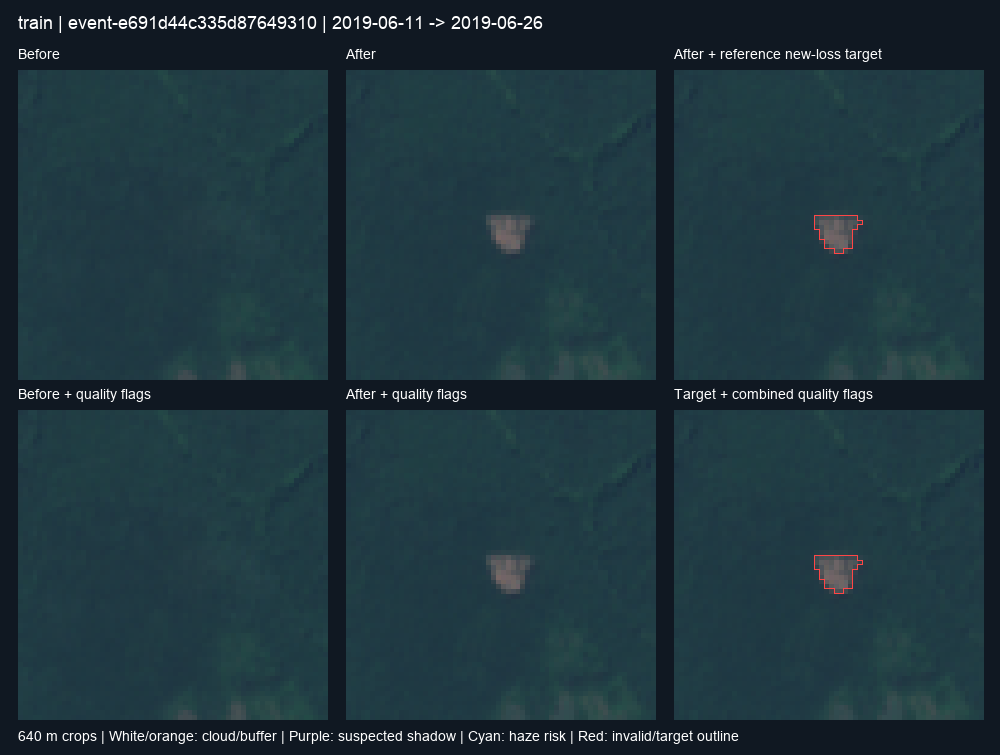 train | event-e691d44c335d87649310 | 2019-06-11 -> 2019-06-26
Before
After
After + reference new-loss target
Before + quality flags
After + quality flags
Target + combined quality flags
640 m crops | White/orange: cloud/buffer | Purple: suspected shadow | Cyan: haze risk | Red: invalid/target outline